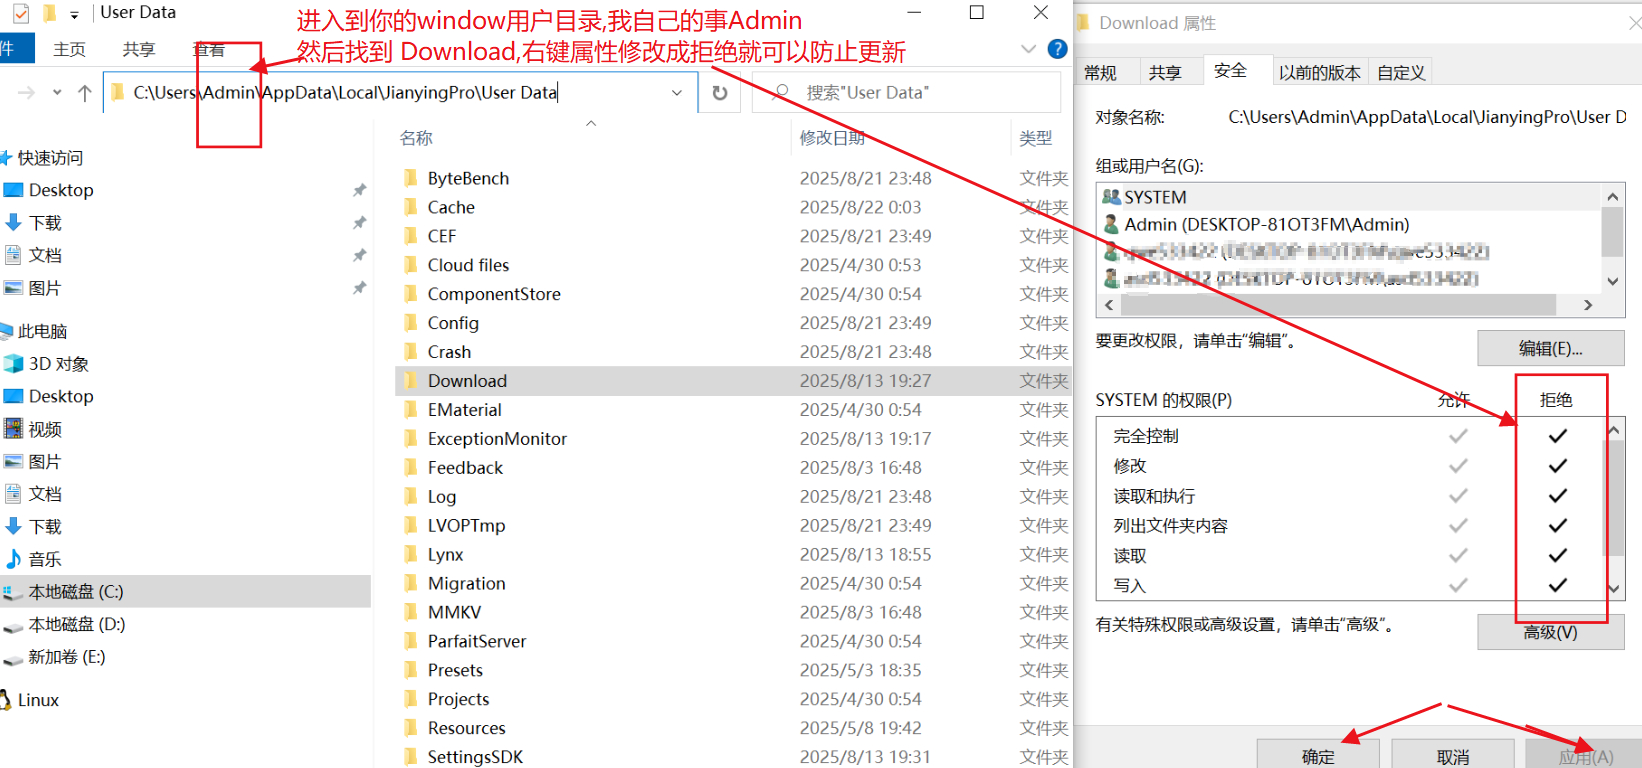 User Data
进入到你的window用户目录,我自己的事Admin
然后找到 Download,右键属性修改成拒绝就可以防止更新
件
主页
共享
查看
C:\Users\Admin\AppData\Local\JianyingPro\User Data
搜索"User Data"
快速访问
Desktop
下载
文档
图片
此电脑
3D 对象
Desktop
视频
图片
文档
下载
音乐
本地磁盘 (C:)
本地磁盘 (D:)
新加卷 (E:)
Linux
名称 修改日期 类型
ByteBench 2025/8/21 23:48 文件夹
Cache 2025/8/22 0:03 文件夹
CEF 2025/8/21 23:49 文件夹
Cloud files 2025/4/30 0:53 文件夹
ComponentStore 2025/4/30 0:54 文件夹
Config 2025/8/21 23:49 文件夹
Crash 2025/8/21 23:48 文件夹
Download 2025/8/13 19:27 文件夹
EMaterial 2025/4/30 0:54 文件夹
ExceptionMonitor 2025/8/13 19:17 文件夹
Feedback 2025/8/3 16:48 文件夹
Log 2025/8/21 23:48 文件夹
LVOPTmp 2025/8/21 23:49 文件夹
Lynx 2025/8/13 18:55 文件夹
Migration 2025/4/30 0:54 文件夹
MMKV 2025/8/3 16:48 文件夹
ParfaitServer 2025/4/30 0:54 文件夹
Presets 2025/5/3 18:35 文件夹
Projects 2025/4/30 0:54 文件夹
Resources 2025/5/8 19:42 文件夹
SettingsSDK 2025/8/13 19:31 文件夹
Download 属性
常规 共享 安全 以前的版本 自定义
对象名称: C:\Users\Admin\AppData\Local\JianyingPro\User D
组或用户名(G):
SYSTEM
Admin (DESKTOP-81OT3FM\Admin)
要更改权限，请单击"编辑"。
编辑(E)...
SYSTEM 的权限(P) 允许 拒绝
完全控制
修改
读取和执行
列出文件夹内容
读取
写入
有关特殊权限或高级设置，请单击"高级"。
高级(V)
确定 取消 应用(A)